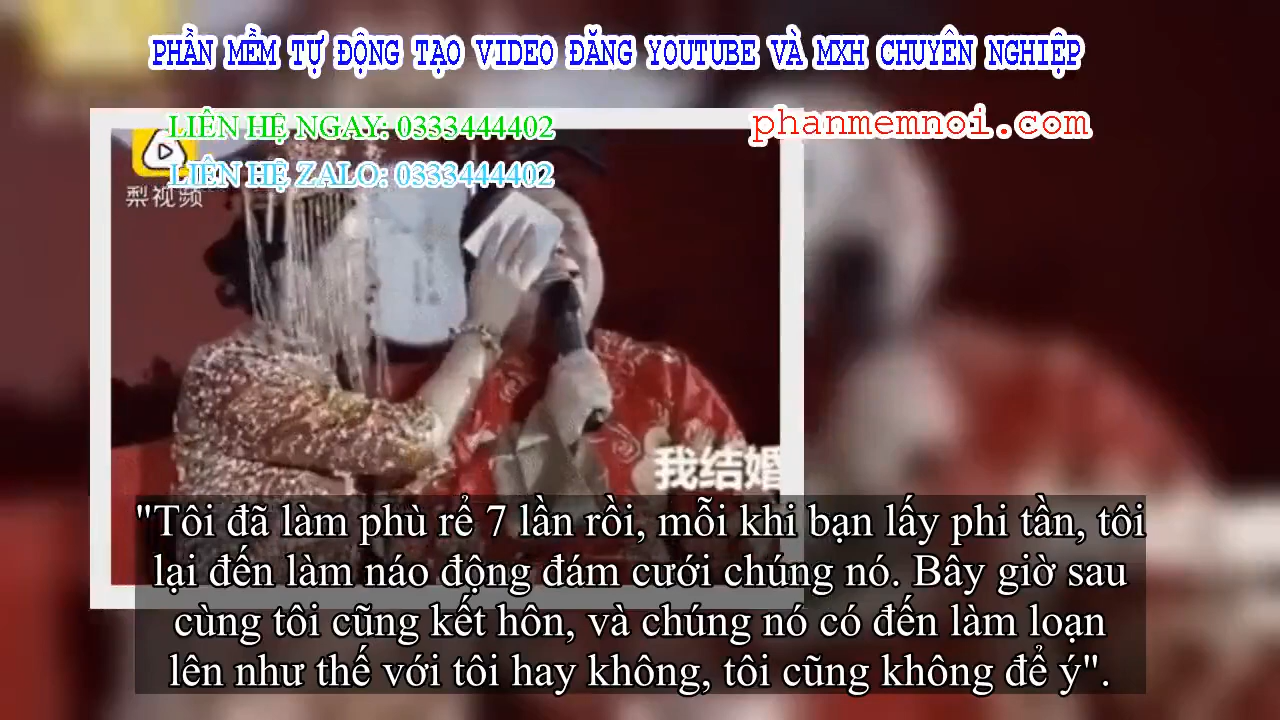 PHẦN MỀM TỰ ĐỘNG TẠO VIDEO ĐĂNG YOUTUBE VÀ MXH CHUYÊN NGHIỆP
LIÊN HỆ NGAY: 0333444402
phanmemnoi.com
LIÊN HỆ ZALO: 0333444402
梨视频
我结婚
"Tôi đã làm phù rể 7 lần rồi, mỗi khi bạn lấy phi tần, tôi
lại đến làm náo động đám cưới chúng nó. Bây giờ sau
cùng tôi cũng kết hôn, và chúng nó có đến làm loạn
lên như thế với tôi hay không, tôi cũng không để ý".